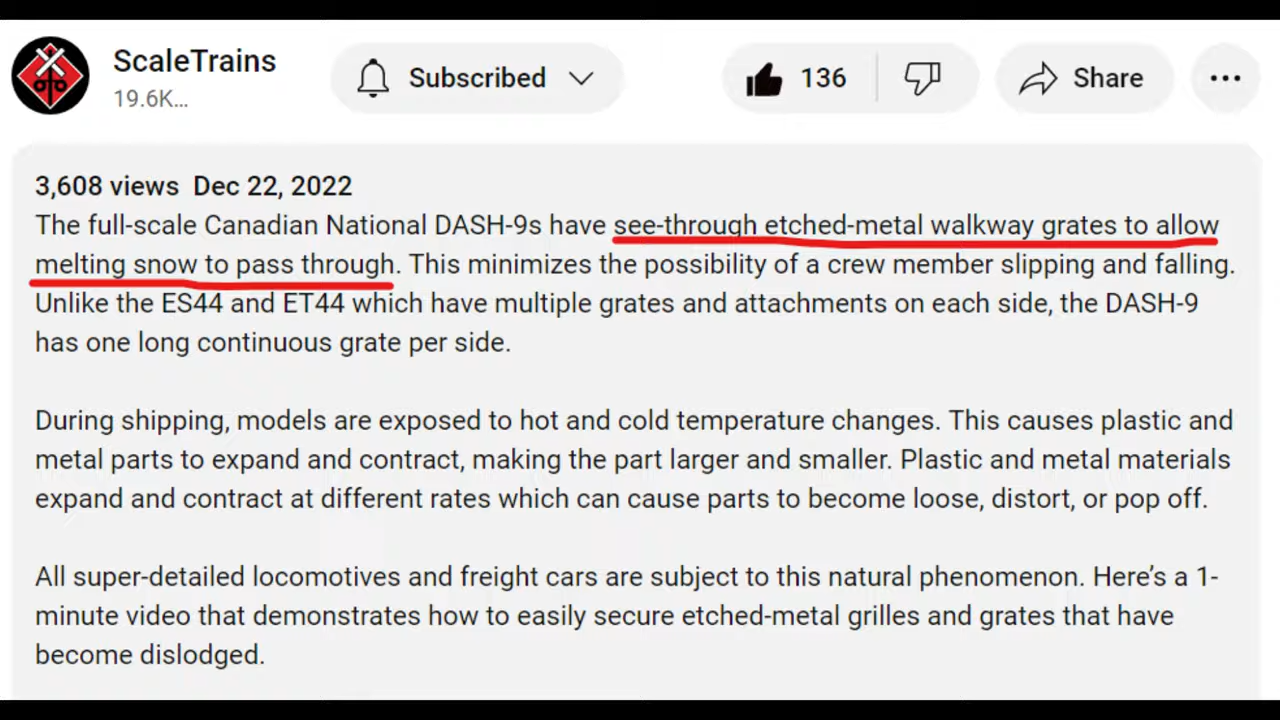 ScaleTrains
19.6K...
Subscribed
136
Share
3,608 views Dec 22, 2022
The full-scale Canadian National DASH-9s have see-through etched-metal walkway grates to allow
melting snow to pass through. This minimizes the possibility of a crew member slipping and falling.
Unlike the ES44 and ET44 which have multiple grates and attachments on each side, the DASH-9
has one long continuous grate per side.
During shipping, models are exposed to hot and cold temperature changes. This causes plastic and
metal parts to expand and contract, making the part larger and smaller. Plastic and metal materials
expand and contract at different rates which can cause parts to become loose, distort, or pop off.
All super-detailed locomotives and freight cars are subject to this natural phenomenon. Here’s a 1-
minute video that demonstrates how to easily secure etched-metal grilles and grates that have
become dislodged.